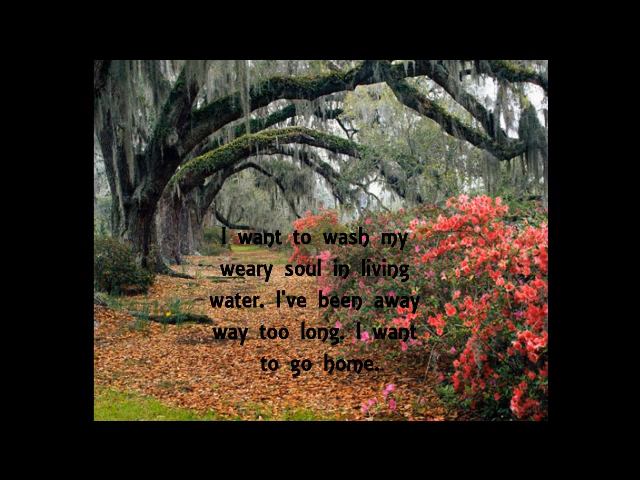 I want to wash my
weary soul in living
water. I've been away
way too long. I want
to go home.